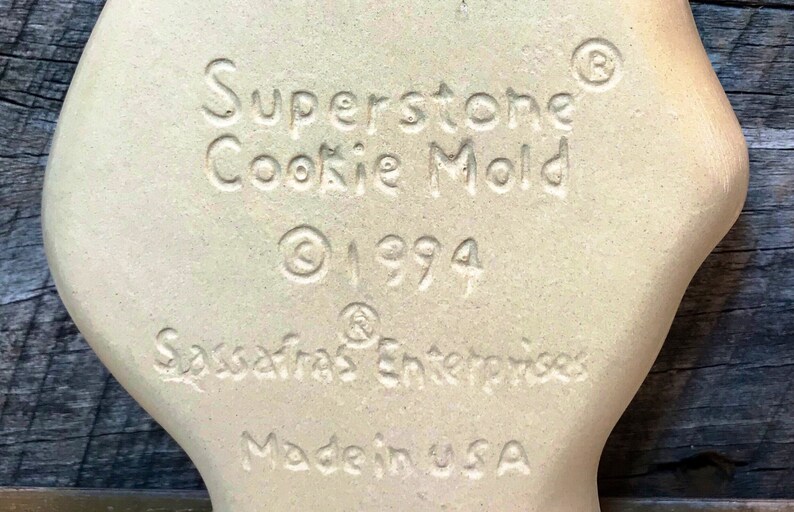 Superstone®
Cookie Mold
©1994
Sassafras® Enterprises
Made in USA